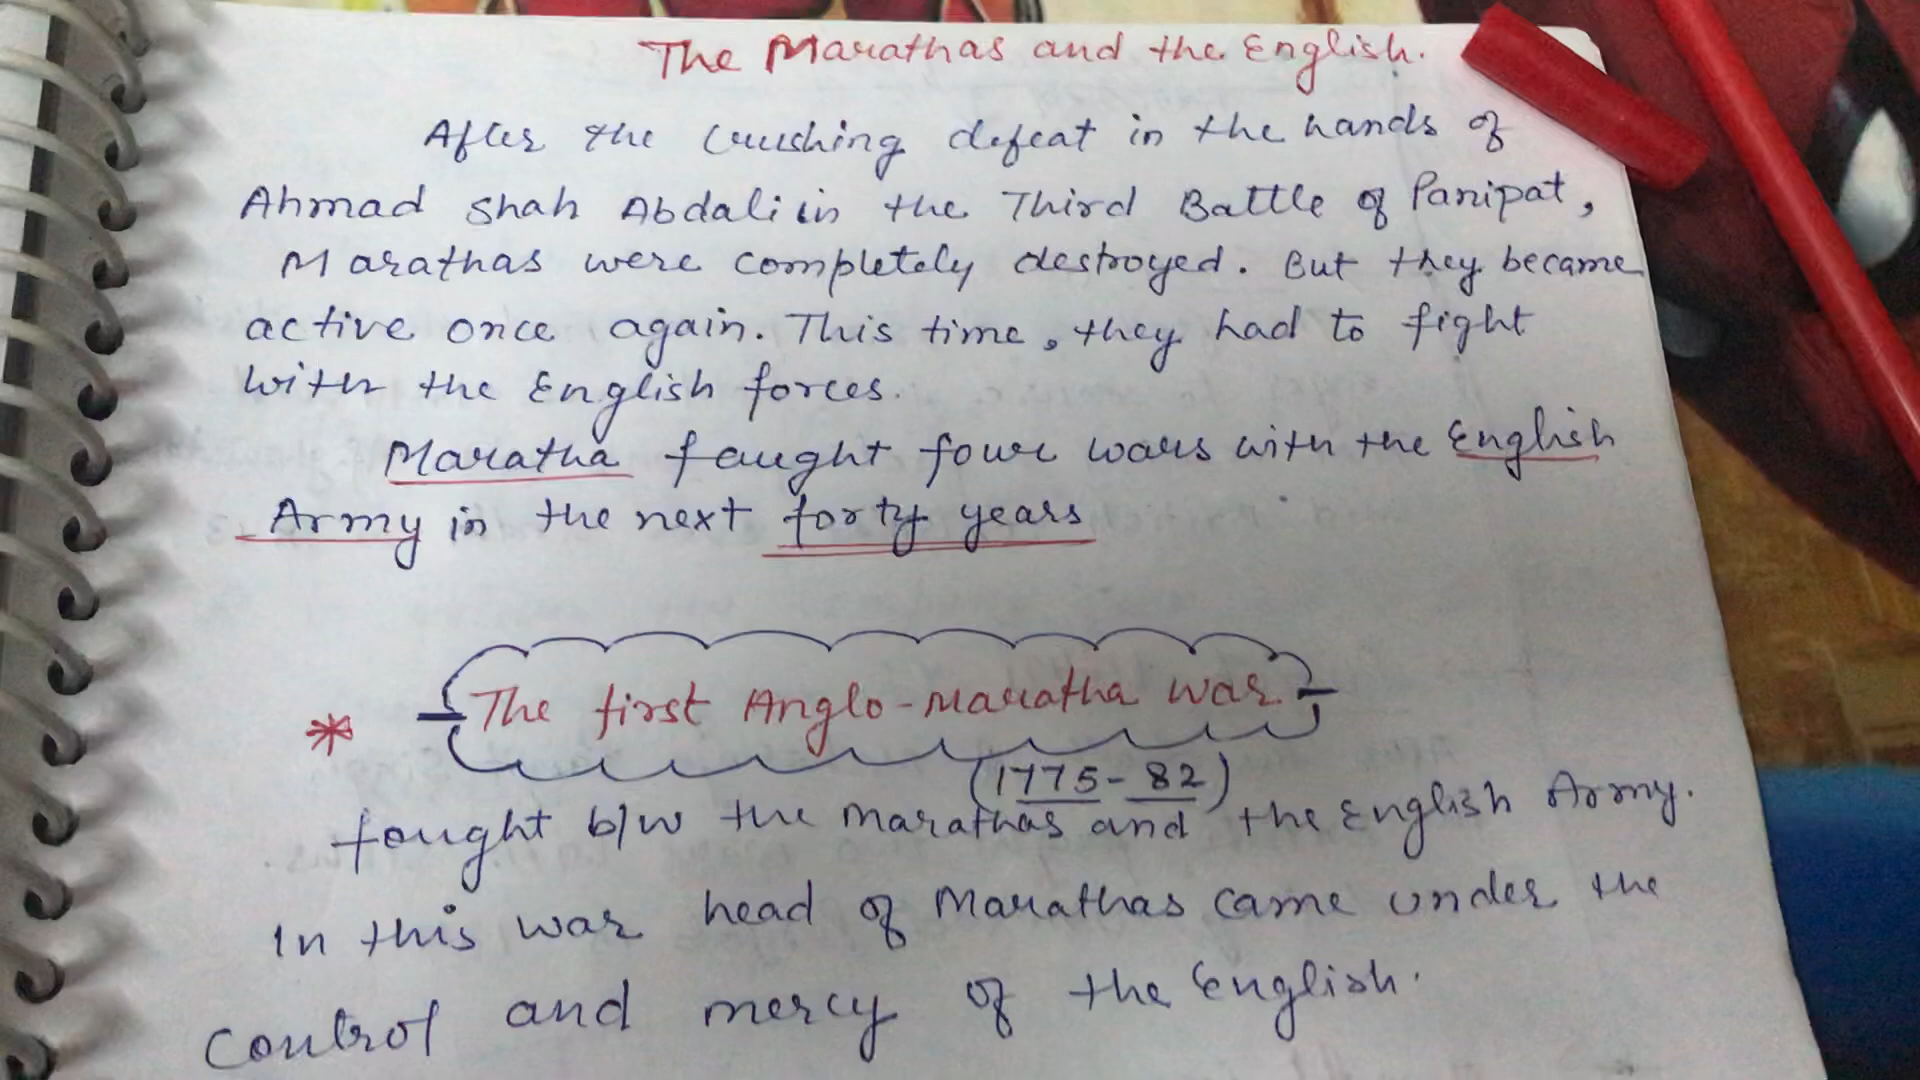 The Marathas and the English.
After the Crushing defeat in the hands of
Ahmad Shah Abdali in the Third Battle of Panipat,
Marathas were completely destroyed. But they became
active once again. This time, they had to fight
with the English forces.
Maratha faught four wars with the English
Army in the next forty years
* The first Anglo-Maratha war
(1775-82)
fought b/w the Marathas and the English Army.
In this war head of Marathas came under the
control and mercy of the English.